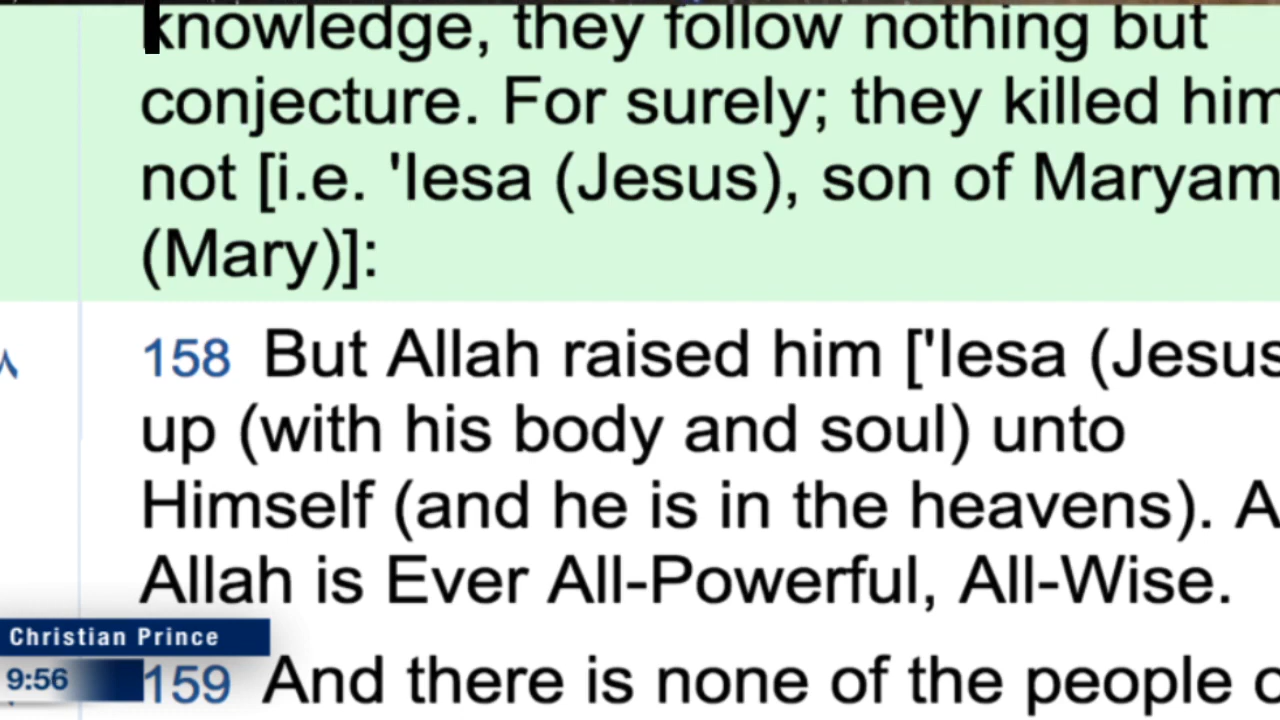 knowledge, they follow nothing but
conjecture. For surely; they killed him
not [i.e. 'Iesa (Jesus), son of Maryam
(Mary)]:
158 But Allah raised him ['Iesa (Jesus
up (with his body and soul) unto
Himself (and he is in the heavens). A
Allah is Ever All-Powerful, All-Wise.
Christian Prince
9:56
159 And there is none of the people o